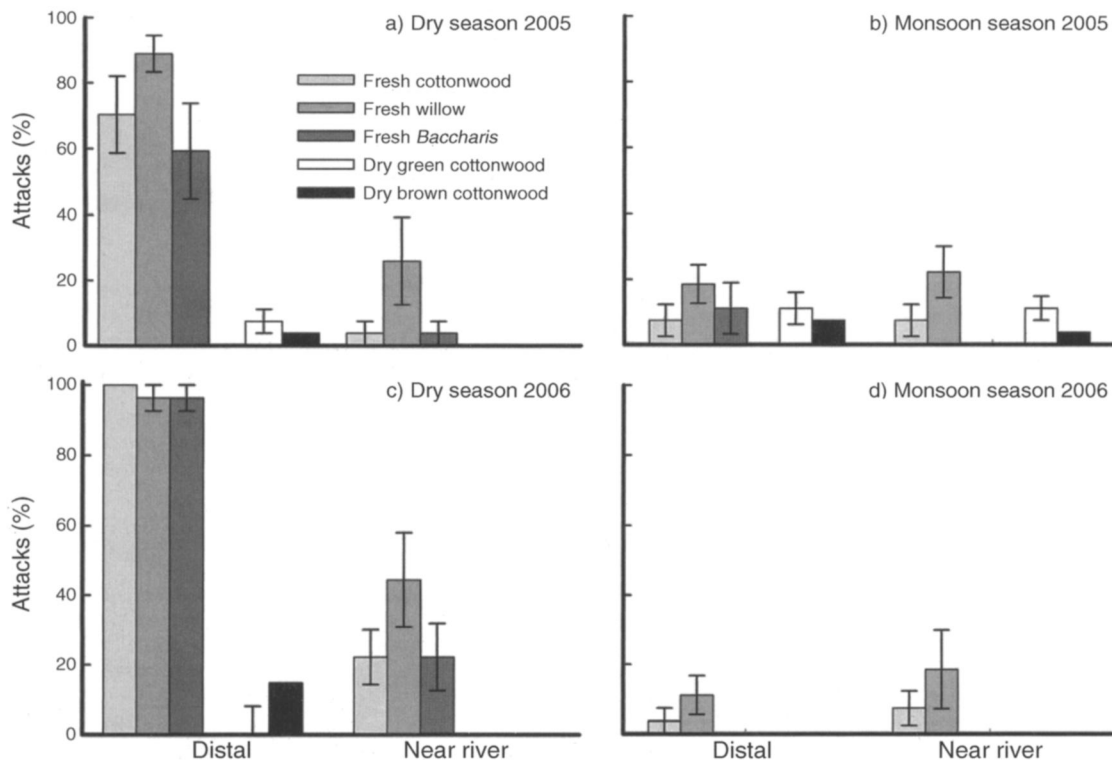 a) Dry season 2005
b) Monsoon season 2005
100
80
60
40
20
0
Attacks (%)
Fresh cottonwood
Fresh willow
Fresh Baccharis
Dry green cottonwood
Dry brown cottonwood
c) Dry season 2006
d) Monsoon season 2006
100
80
60
40
20
0
Attacks (%)
Distal
Near river
Distal
Near river